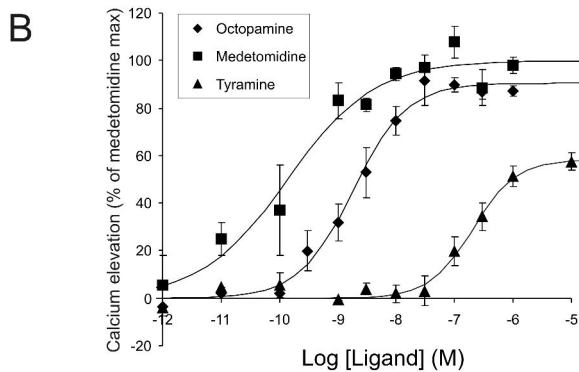 B
Octopamine
Medetomidine
Tyramine
Calcium elevation (% of medetomidine max)
120
100
80
60
40
20
0
-20
-12 -11 -10 -9 -8 -7 -6 -5
Log [Ligand] (M)